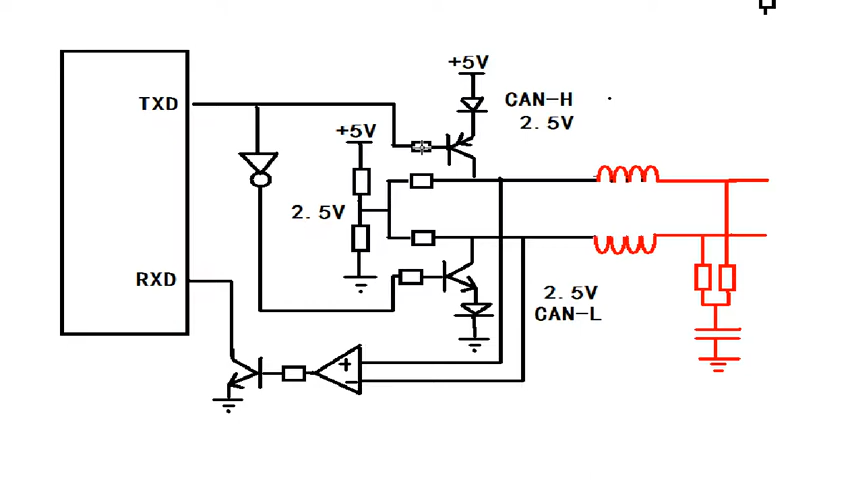 +5V
CAN-H
TXD
2.5V
+5V
2.5V
RXD
2.5V
CAN-L
+
−